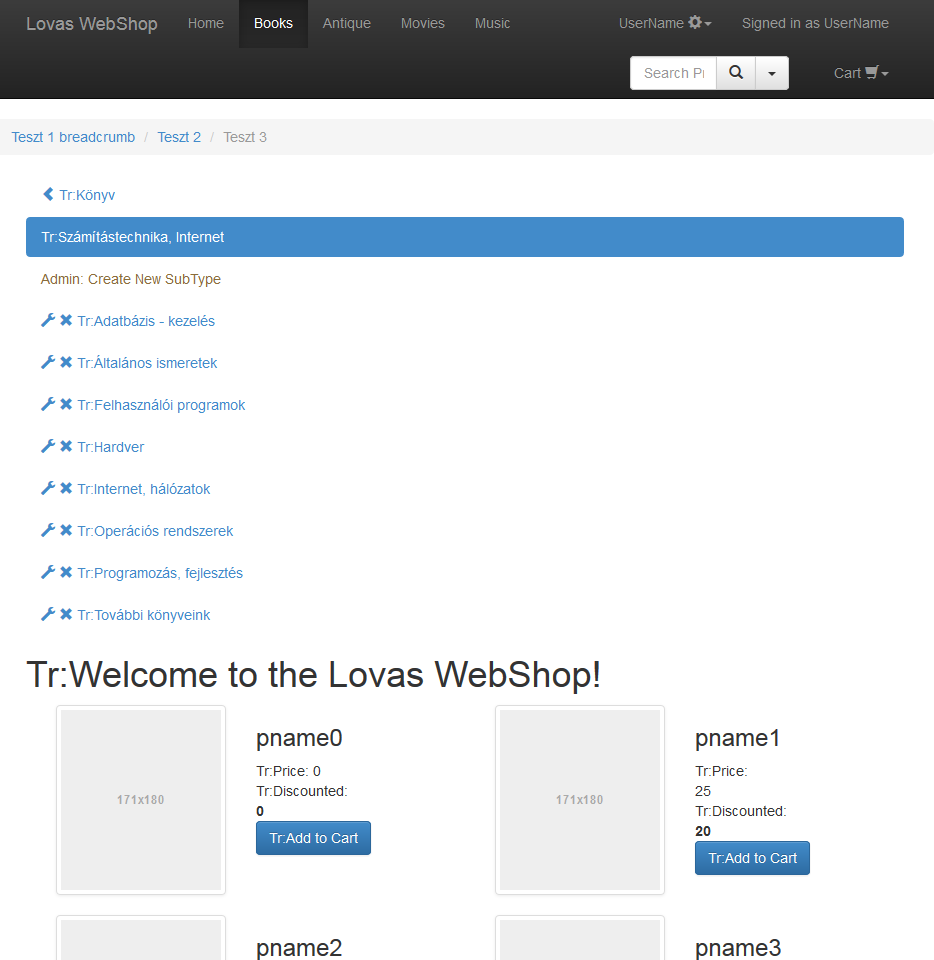 Lovas WebShop Home Books Antique Movies Music UserName Signed in as UserName
Search Pr Cart
Teszt 1 breadcrumb / Teszt 2 / Teszt 3
Tr:Könyv
Tr:Számítástechnika, Internet
Admin: Create New SubType
Tr:Adatbázis - kezelés
Tr:Általános ismeretek
Tr:Felhasználói programok
Tr:Hardver
Tr:Internet, hálózatok
Tr:Operációs rendszerek
Tr:Programozás, fejlesztés
Tr:További könyveink
Tr:Welcome to the Lovas WebShop!
171x180
pname0
Tr:Price: 0
Tr:Discounted:
0
Tr:Add to Cart
171x180
pname1
Tr:Price:
25
Tr:Discounted:
20
Tr:Add to Cart
pname2
pname3